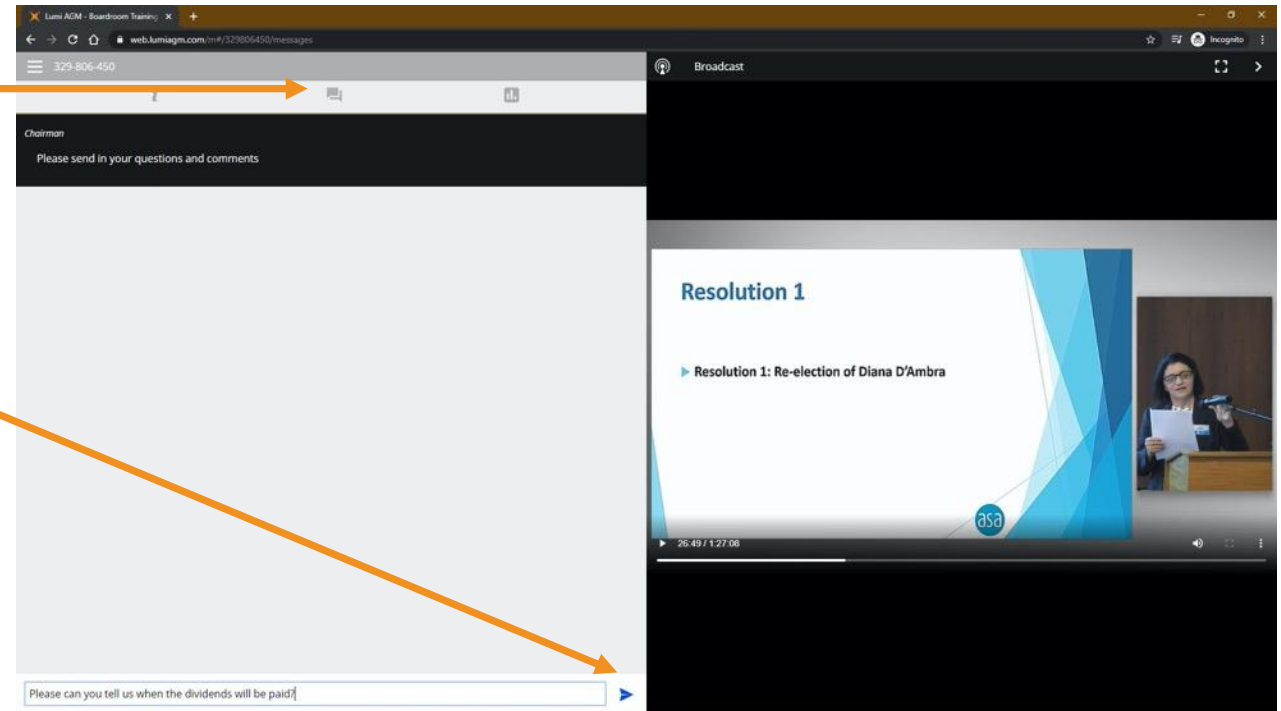 Lumi AGM - Boardroom Training
web.lumiagm.com/m#/329806450/messages
Incognito
329-806-450
Broadcast
i
Chairman
Please send in your questions and comments
Resolution 1
Resolution 1: Re-election of Diana D'Ambra
asa
26:49 / 1:27:08
Please can you tell us when the dividends will be paid?